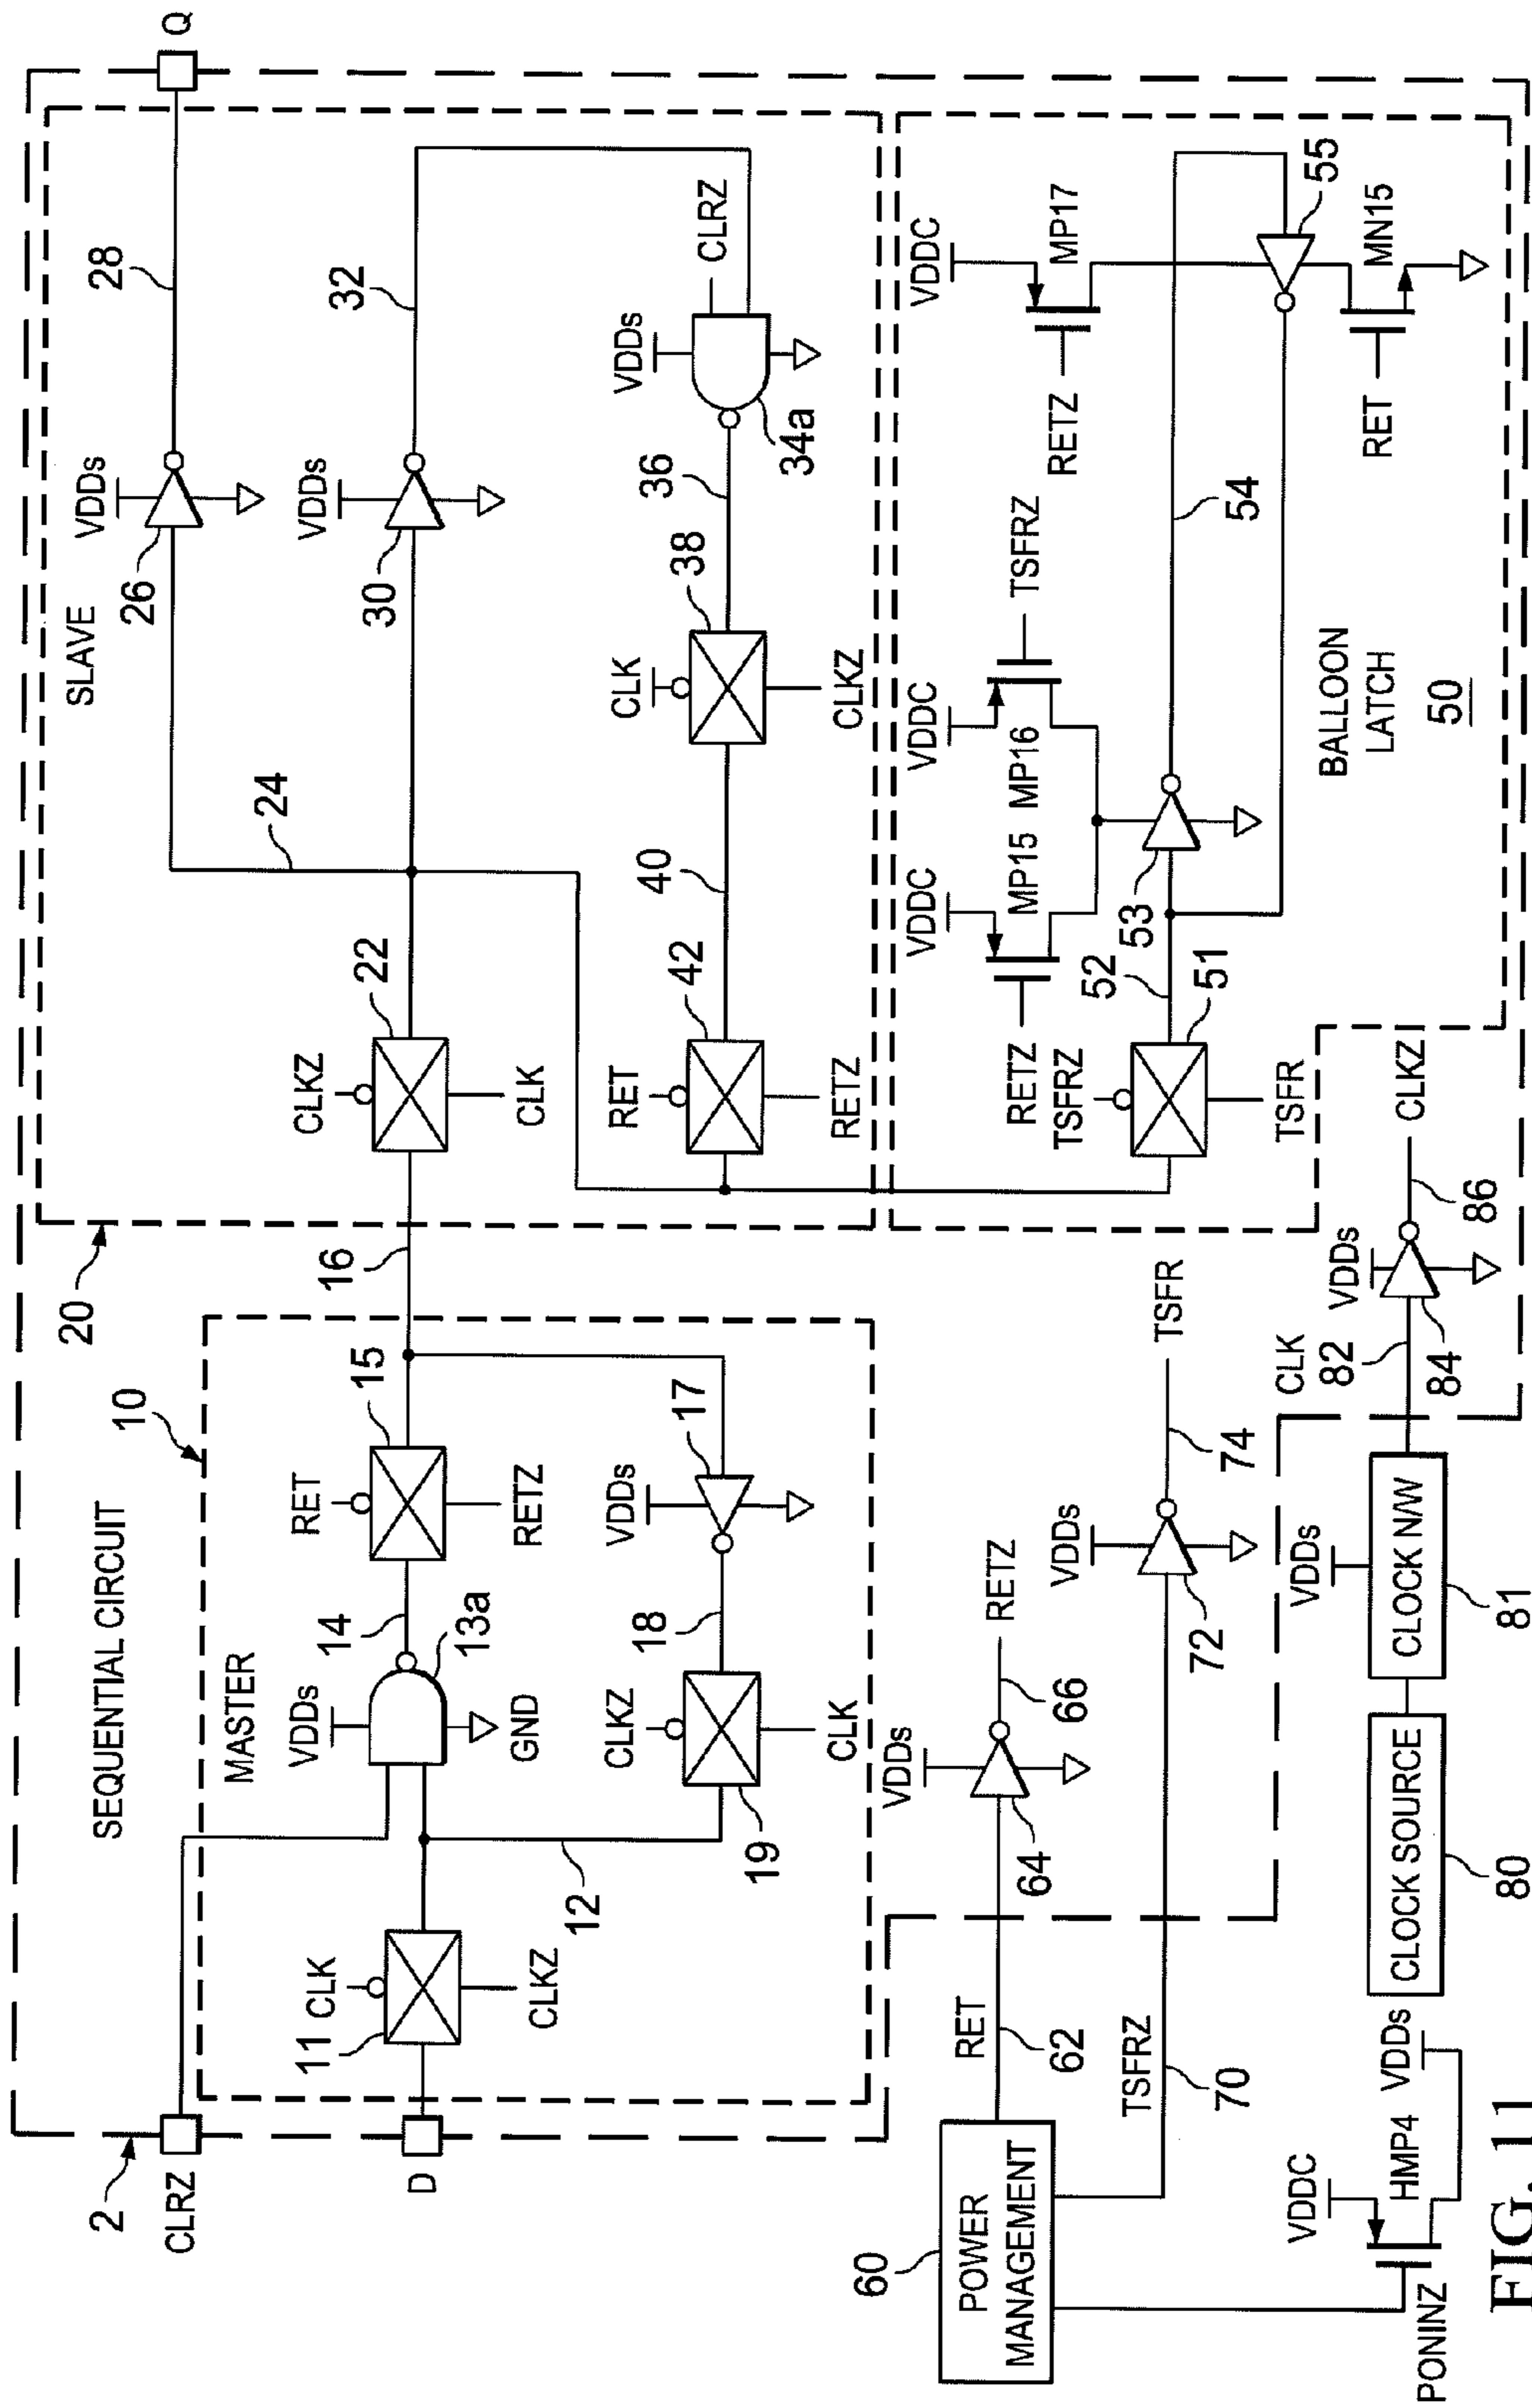 2
CLRZ
D
SEQUENTIAL CIRCUIT
10
MASTER
11
CLK
CLKZ
12
VDDs
13a
GND
14
RET
15
RETZ
CLKZ
18
19
CLK
VDDs
17
16
20
SLAVE
CLKZ
22
CLK
24
VDDs
26
28
Q
VDDs
30
32
RET
42
RETZ
40
CLK
38
CLKZ
36
VDDs
CLRZ
34a
VDDC
MP15
RETZ
VDDC
MP16
TSFRZ
VDDC
MP17
RETZ
TSFRZ
52
51
TSFR
53
54
55
MN15
RET
BALLOON
LATCH
50
60
POWER
MANAGEMENT
RET
62
VDDs
64
66
RETZ
TSFRZ
70
VDDs
72
74
TSFR
VDDC
HMP4
VDDs
PONINZ
CLOCK SOURCE
80
VDDs
CLOCK N/W
81
CLK
82
VDDs
84
86
CLKZ
FIG. 11